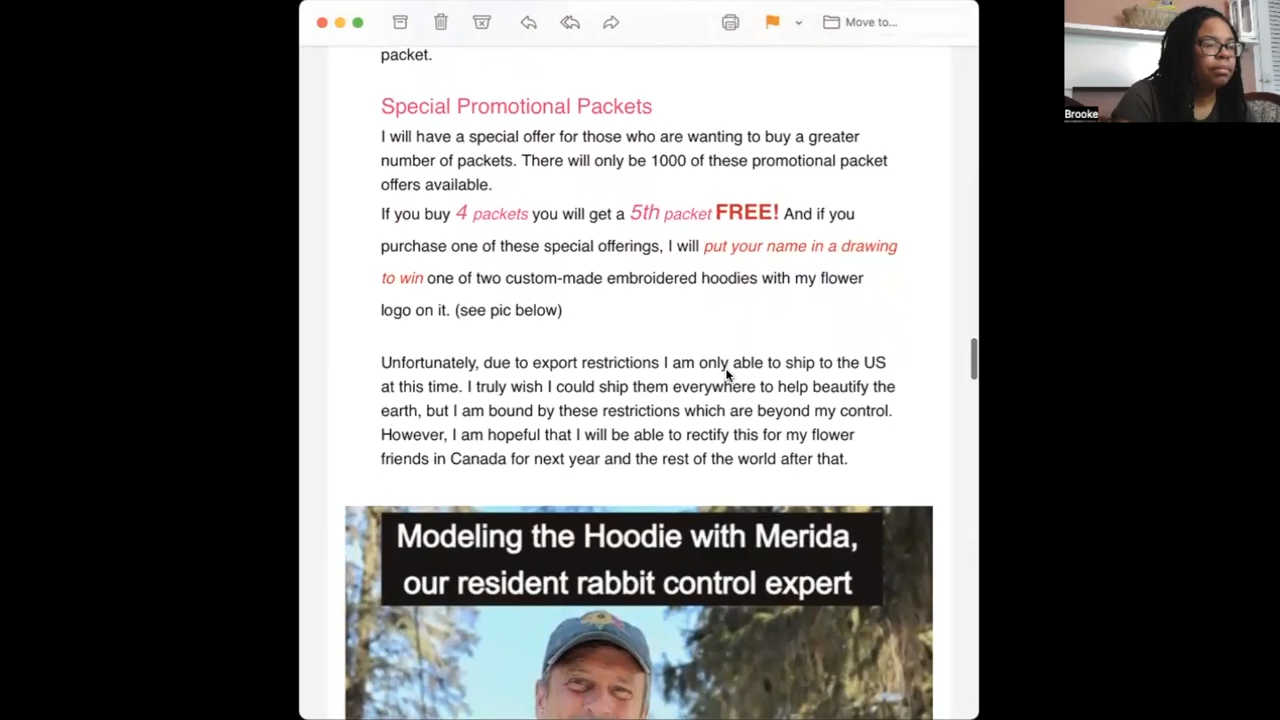 Move to...
Brooke
packet.
Special Promotional Packets
I will have a special offer for those who are wanting to buy a greater
number of packets. There will only be 1000 of these promotional packet
offers available.
If you buy 4 packets you will get a 5th packet FREE! And if you
purchase one of these special offerings, I will put your name in a drawing
to win one of two custom-made embroidered hoodies with my flower
logo on it. (see pic below)
Unfortunately, due to export restrictions I am only able to ship to the US
at this time. I truly wish I could ship them everywhere to help beautify the
earth, but I am bound by these restrictions which are beyond my control.
However, I am hopeful that I will be able to rectify this for my flower
friends in Canada for next year and the rest of the world after that.
Modeling the Hoodie with Merida,
our resident rabbit control expert